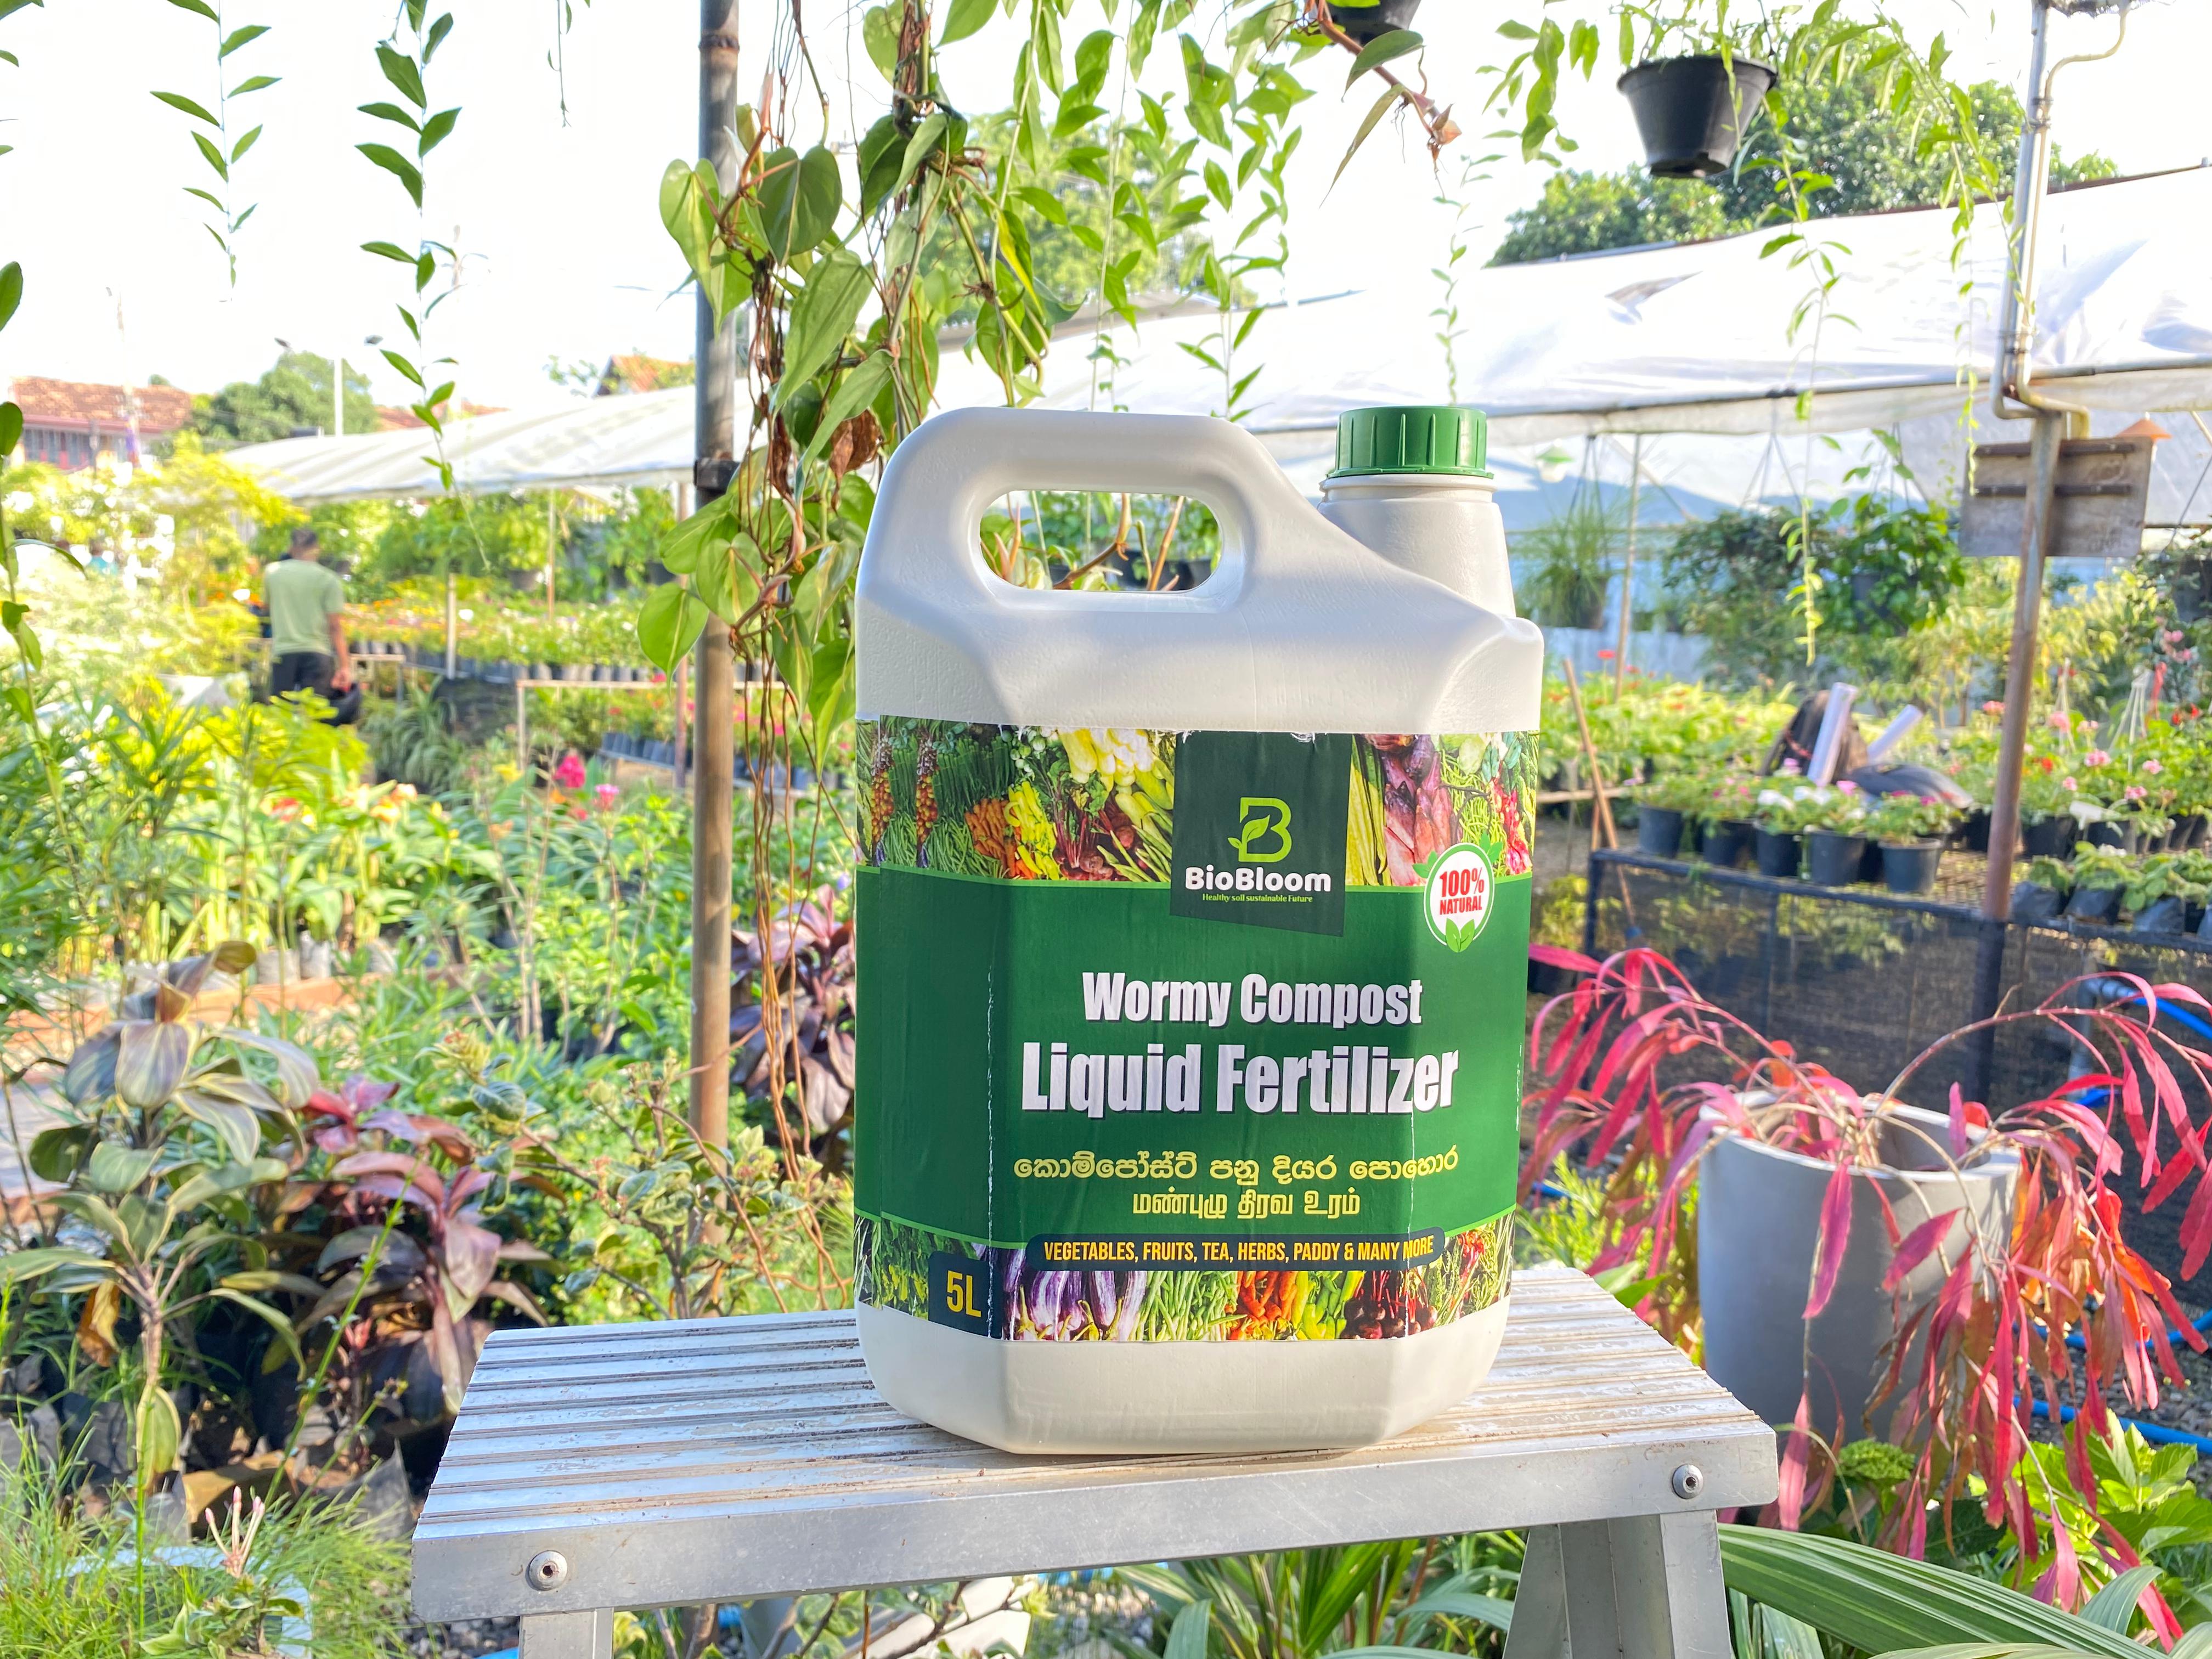 B
BioBloom
Healthy soil sustainable Future
100%
NATURAL
Wormy Compost
Liquid Fertilizer
කොම්පෝස්ට් පනු දියර පොහොර
மண்புழு திரவ உரம்
VEGETABLES, FRUITS, TEA, HERBS, PADDY & MANY MORE
5L